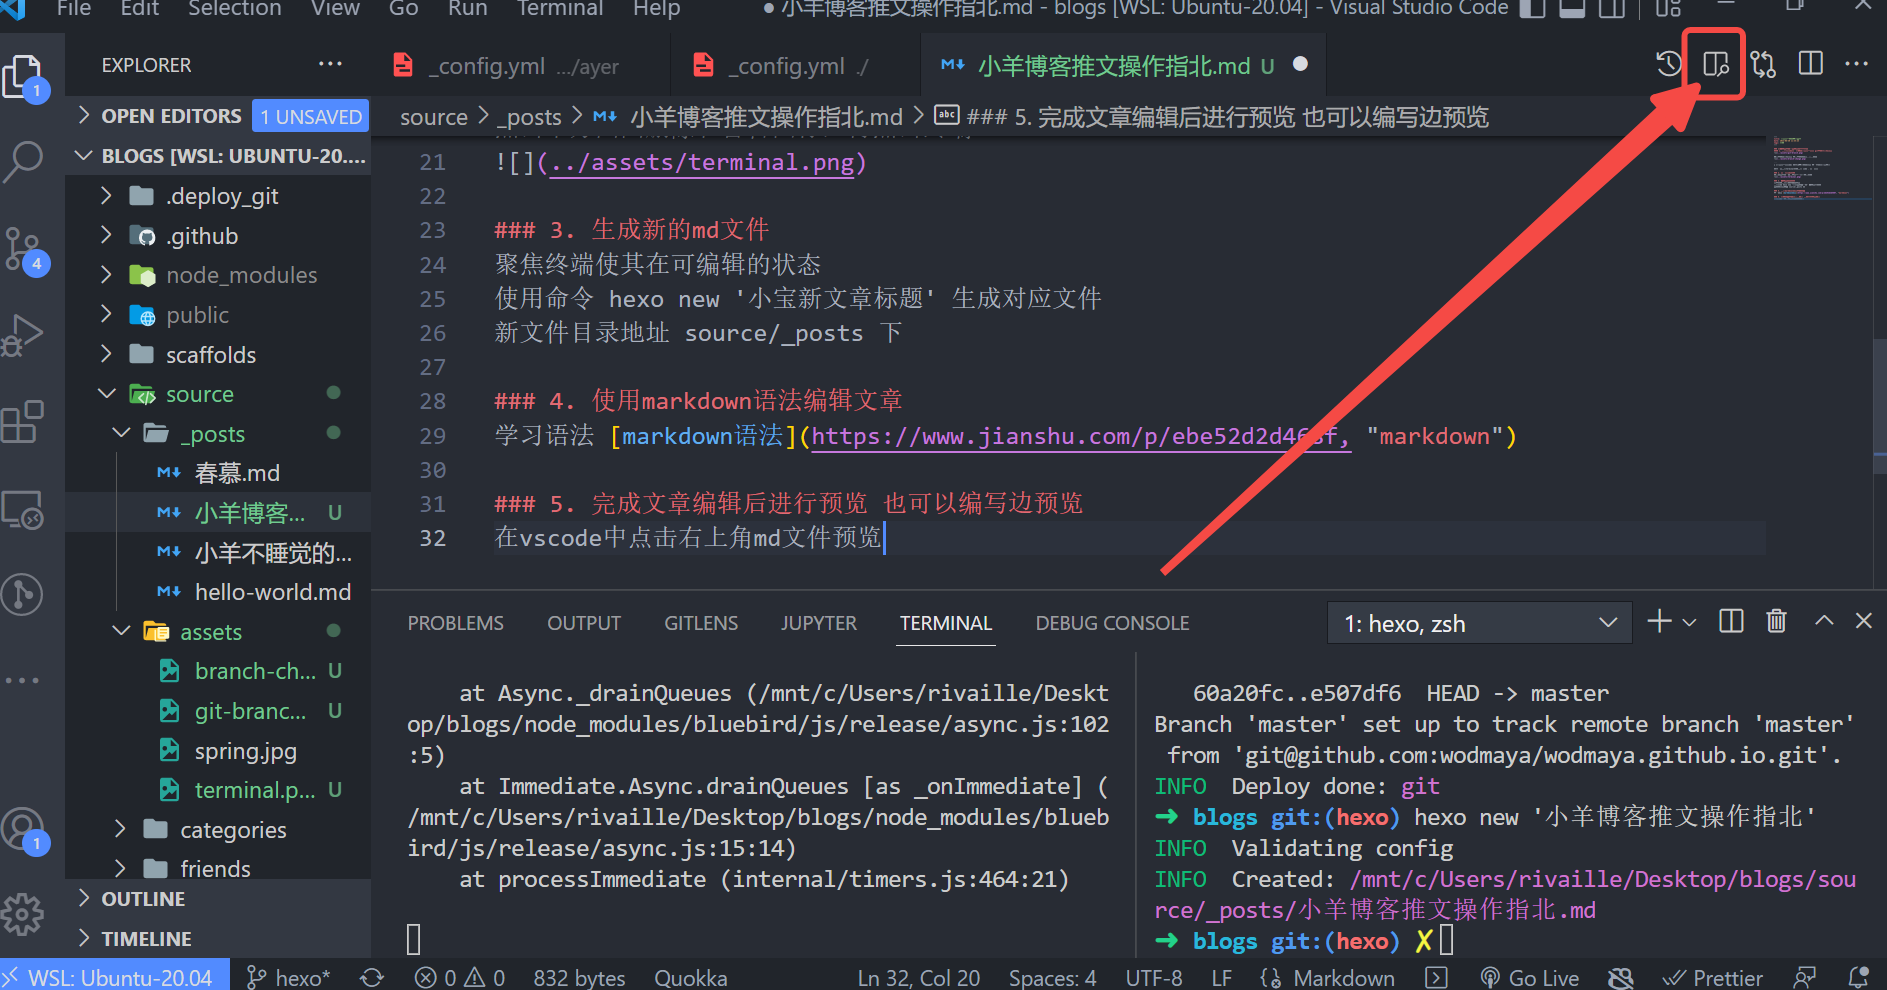 File Edit Selection View Go Run Terminal Help
● 小羊博客推文操作指北.md - blogs [WSL: Ubuntu-20.04] - Visual Studio Code
EXPLORER ···
_config.yml .../ayer
_config.yml ./
小羊博客推文操作指北.md U
1
OPEN EDITORS 1 UNSAVED
source > _posts > 小羊博客推文操作指北.md > ### 5. 完成文章编辑后进行预览 也可以编写边预览
BLOGS [WSL: UBUNTU-20....
.deploy_git
.github
4
node_modules
public
scaffolds
source
_posts
春慕.md
小羊博客... U
小羊不睡觉的...
hello-world.md
assets
branch-ch... U
git-branc... U
spring.jpg
terminal.p... U
categories
1
friends
OUTLINE
TIMELINE
21 ![](../assets/terminal.png)
22
23 ### 3. 生成新的md文件
24 聚焦终端使其在可编辑的状态
25 使用命令 hexo new '小宝新文章标题' 生成对应文件
26 新文件目录地址 source/_posts 下
27
28 ### 4. 使用markdown语法编辑文章
29 学习语法 [markdown语法](https://www.jianshu.com/p/ebe52d2d46 "markdown")
30
31 ### 5. 完成文章编辑后进行预览 也可以编写边预览
32 在vscode中点击右上角md文件预览
PROBLEMS OUTPUT GITLENS JUPYTER TERMINAL DEBUG CONSOLE
1: hexo, zsh
at Async._drainQueues (/mnt/c/Users/rivaille/Deskt
op/blogs/node_modules/bluebird/js/release/async.js:102
:5)
at Immediate.Async.drainQueues [as _onImmediate] (
/mnt/c/Users/rivaille/Desktop/blogs/node_modules/blueb
ird/js/release/async.js:15:14)
at processImmediate (internal/timers.js:464:21)
60a20fc..e507df6 HEAD -> master
Branch 'master' set up to track remote branch 'master'
from 'git@github.com:wodmaya/wodmaya.github.io.git'.
INFO Deploy done: git
➜ blogs git:(hexo) hexo new '小羊博客推文操作指北'
INFO Validating config
INFO Created: /mnt/c/Users/rivaille/Desktop/blogs/sou
rce/_posts/小羊博客推文操作指北.md
➜ blogs git:(hexo) ✗
WSL: Ubuntu-20.04 hexo* 0 0 832 bytes Quokka Ln 32, Col 20 Spaces: 4 UTF-8 LF Markdown Go Live Prettier